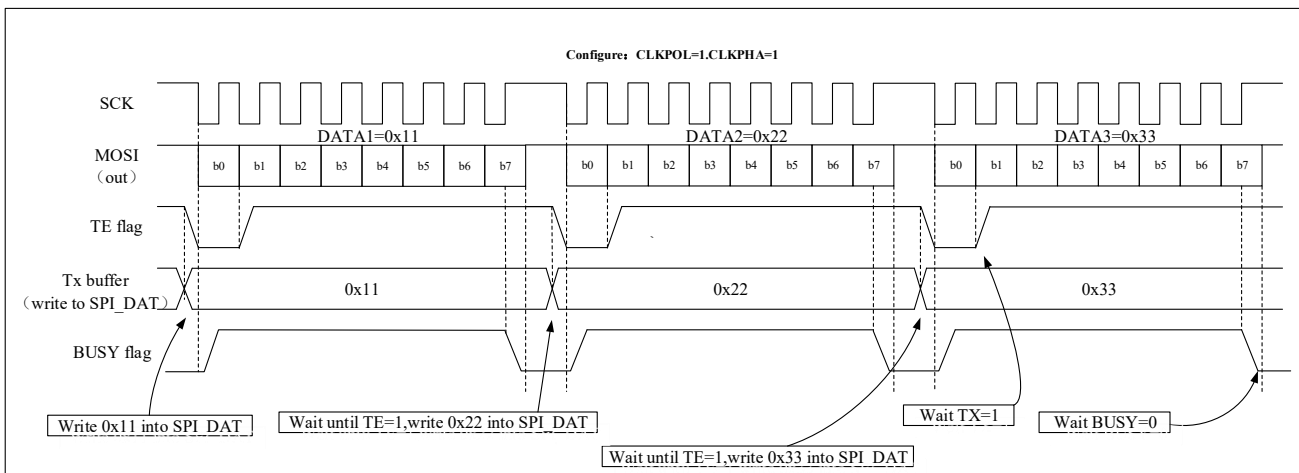 Configure：CLKPOL=1.CLKPHA=1
SCK
DATA1=0x11 DATA2=0x22 DATA3=0x33
MOSI
（out）
b0 b1 b2 b3 b4 b5 b6 b7 b0 b1 b2 b3 b4 b5 b6 b7 b0 b1 b2 b3 b4 b5 b6 b7
TE flag
Tx buffer
（write to SPI_DAT）
0x11 0x22 0x33
BUSY flag
Write 0x11 into SPI_DAT
Wait until TE=1,write 0x22 into SPI_DAT
Wait TX=1
Wait BUSY=0
Wait until TE=1,write 0x33 into SPI_DAT